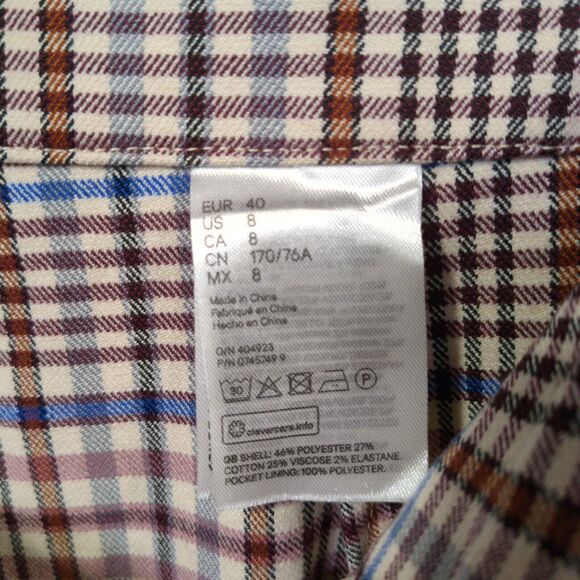 EUR 40
US 8
CA 8
CN 170/76A
MX 8
Made in China
Fabriqué en China
Hecho en China
O/N 404923
P/N 0745749 9
30 P
clevercare.info
GB SHELL: 46% POLYESTER 27%
COTTON 25% VISCOSE 2% ELASTANE.
POCKET LINING: 100% POLYESTER.